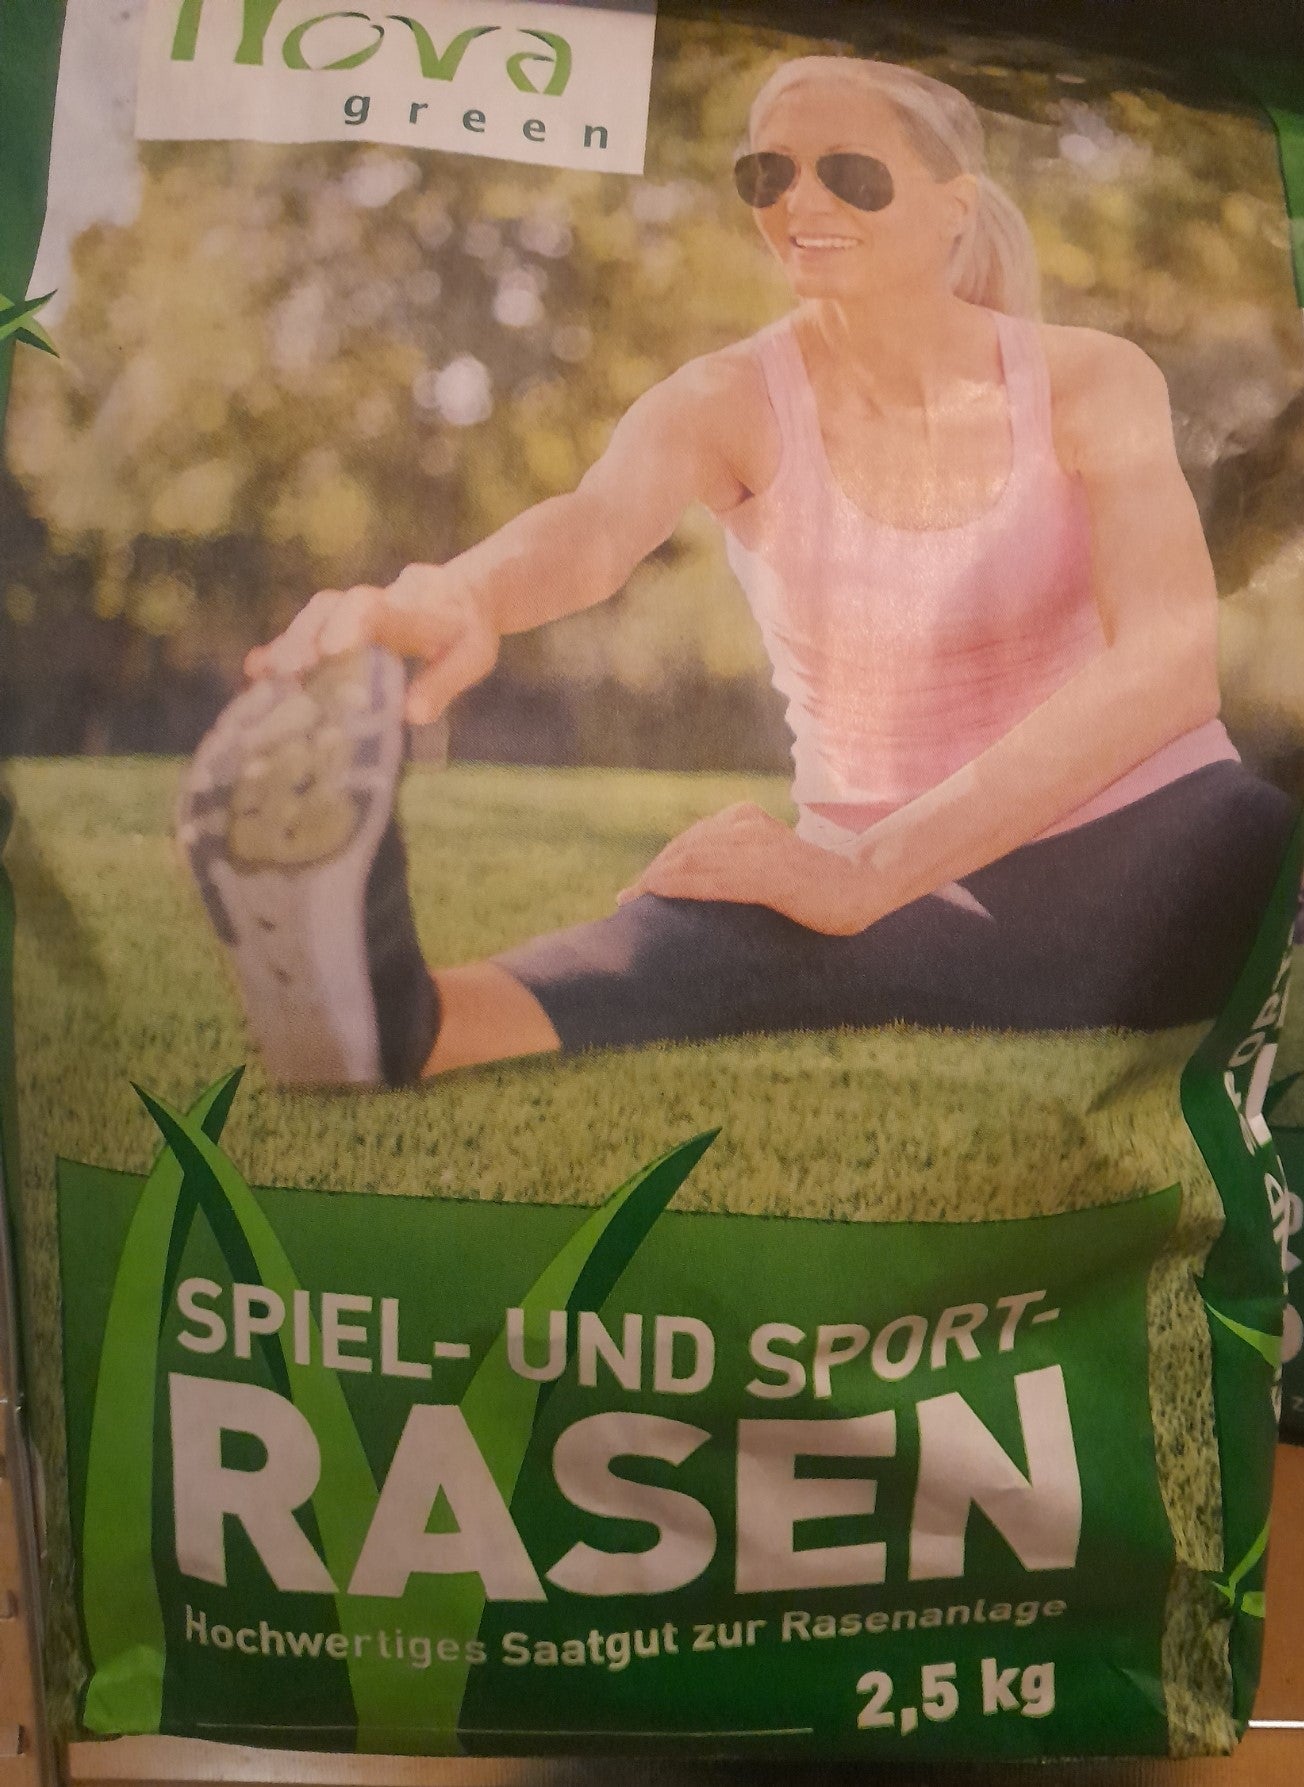 Nova
green
SPIEL- UND SPORT-
RASEN
Hochwertiges Saatgut zur Rasenanlage
2,5 kg